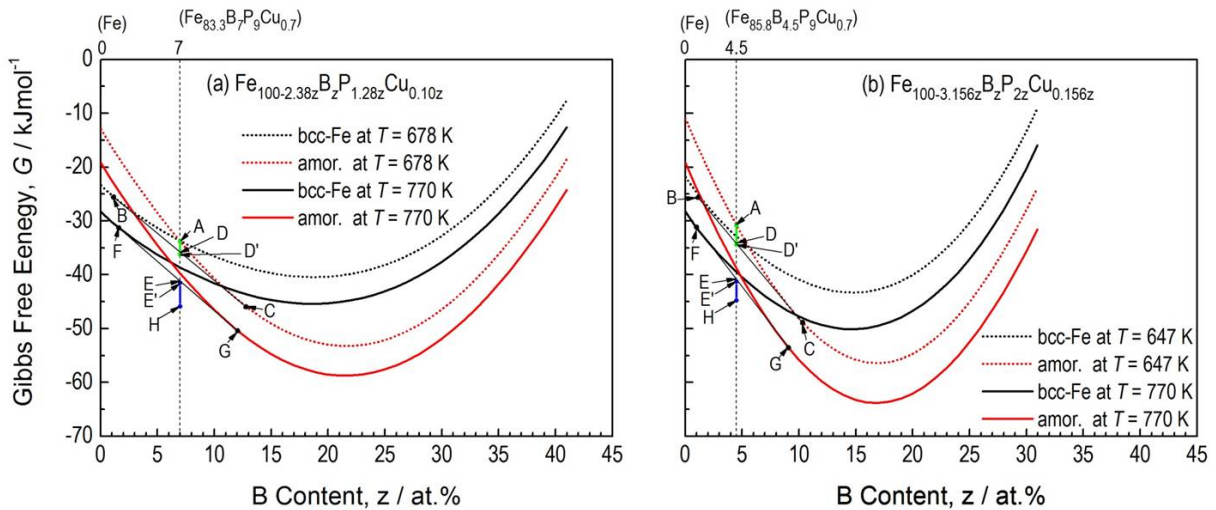 (Fe) (Fe83.3B7P9Cu0.7)
0 7
(a) Fe100-2.38zBzP1.28zCu0.10z
bcc-Fe at T = 678 K
amor. at T = 678 K
bcc-Fe at T = 770 K
amor. at T = 770 K
A
B
D
D'
F
E
E'
H
C
G
0
-10
-20
-30
-40
-50
-60
-70
Gibbs Free Eenegy, G / kJmol-1
0 5 10 15 20 25 30 35 40 45
B Content, z / at.%
(Fe) (Fe85.8B4.5P9Cu0.7)
0 4.5
(b) Fe100-3.156zBzP2zCu0.156z
B
A
D
D'
F
E
E'
H
C
G
bcc-Fe at T = 647 K
amor. at T = 647 K
bcc-Fe at T = 770 K
amor. at T = 770 K
0 5 10 15 20 25 30 35 40 45
B Content, z / at.%